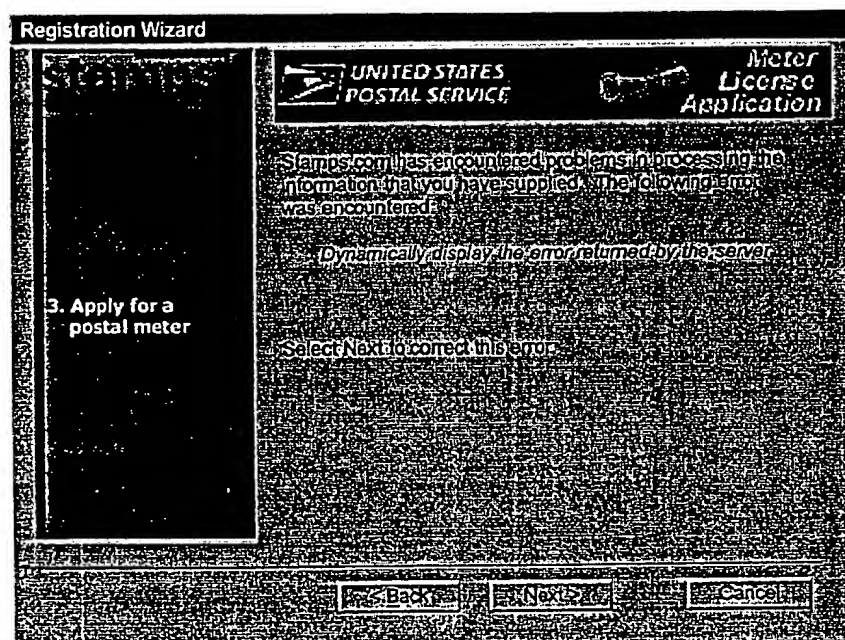 Registration Wizard
stamps
UNITED STATES
POSTAL SERVICE
Meter
License
Application
Stamps.com has encountered problems in processing the
information that you have supplied. The following error
was encountered:
Dynamically display the error returned by the server
3. Apply for a
postal meter
Select Next to correct this error.
< Back
Next >
Cancel